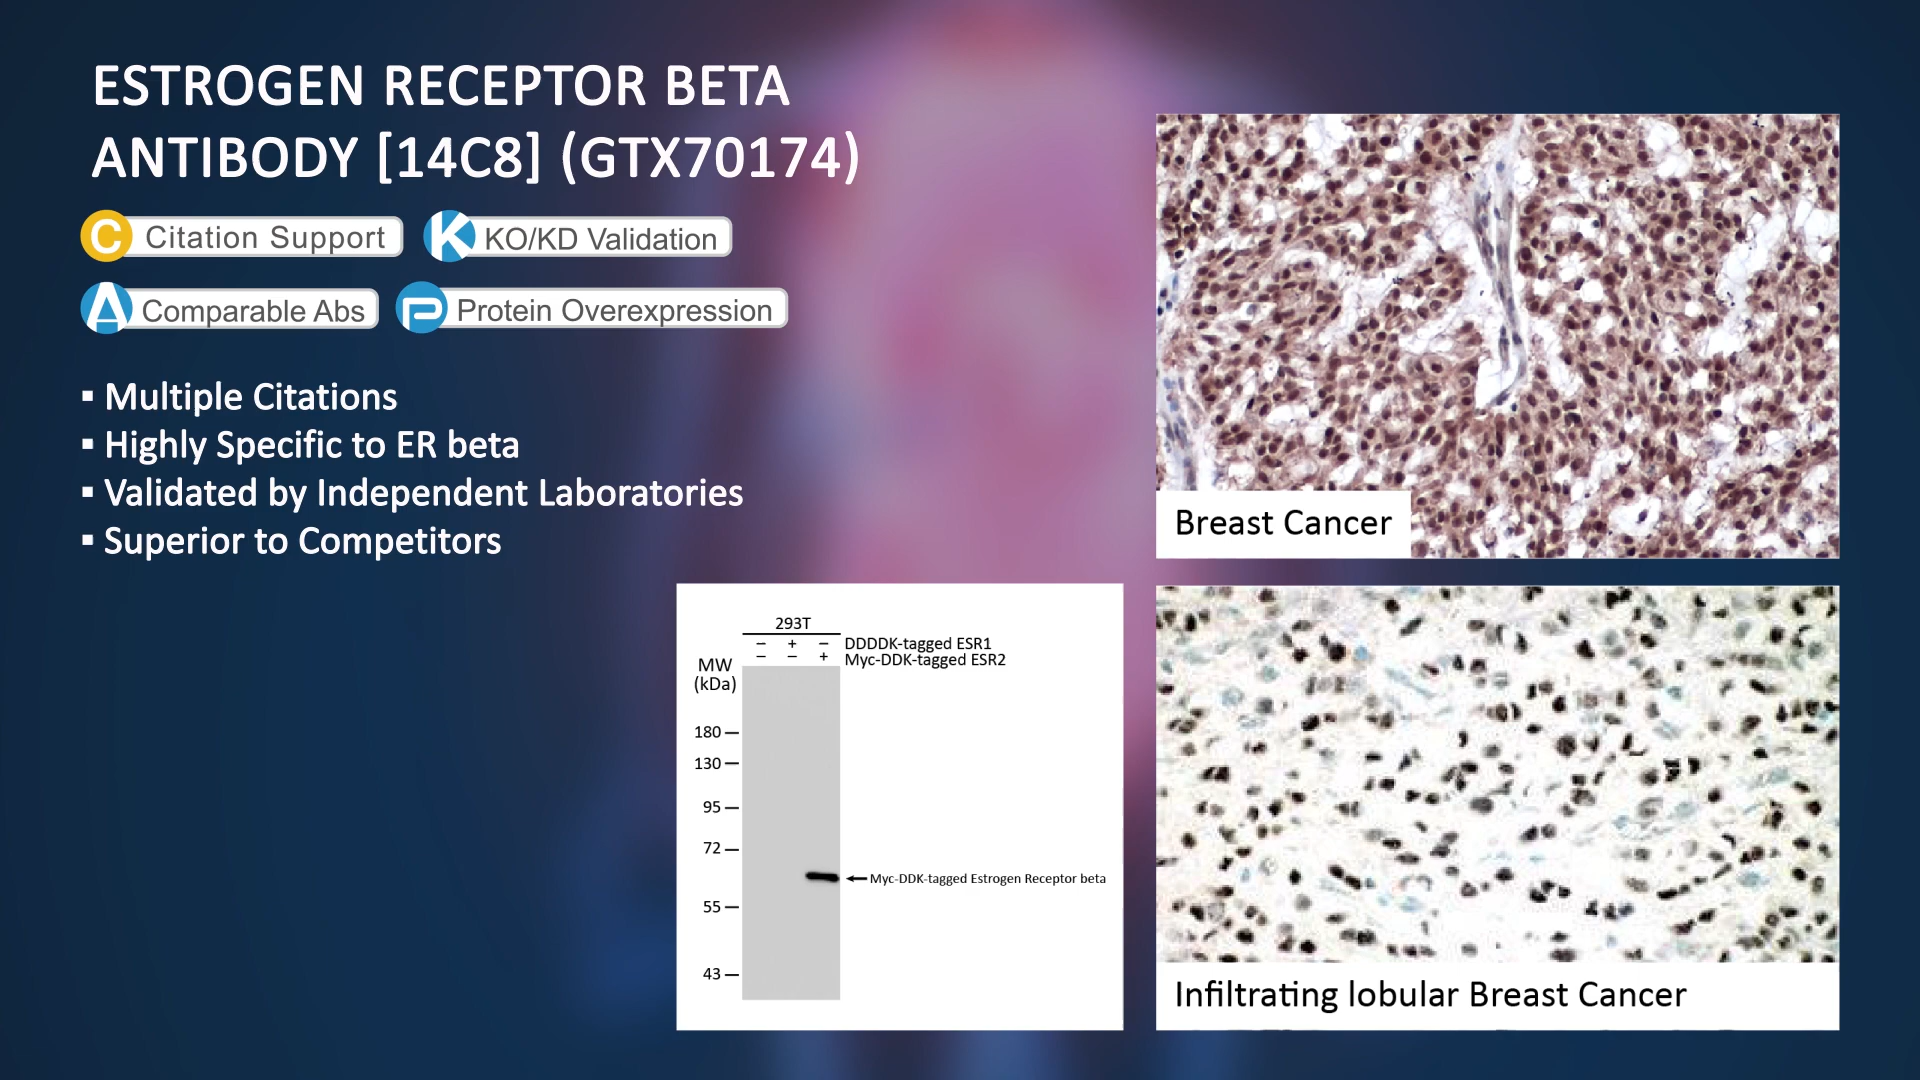 ESTROGEN RECEPTOR BETA
ANTIBODY [14C8] (GTX70174)
C Citation Support
K KO/KD Validation
A Comparable Abs
P Protein Overexpression
▪ Multiple Citations
▪ Highly Specific to ER beta
▪ Validated by Independent Laboratories
▪ Superior to Competitors
293T
– + – DDDDK-tagged ESR1
– – + Myc-DDK-tagged ESR2
MW
(kDa)
180
130
95
72
Myc-DDK-tagged Estrogen Receptor beta
55
43
Breast Cancer
Infiltrating lobular Breast Cancer